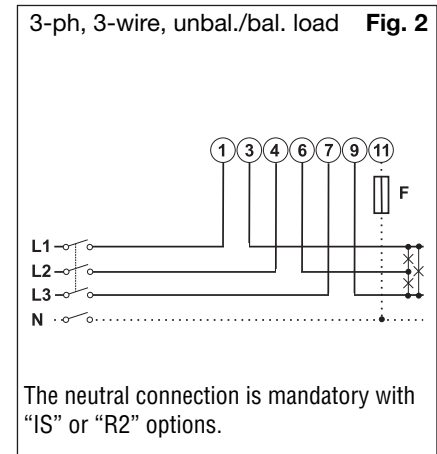 3-ph, 3-wire, unbal./bal. load Fig. 2
1 3 4 6 7 9 11
F
L1
L2
L3
N
The neutral connection is mandatory with
“IS” or “R2” options.